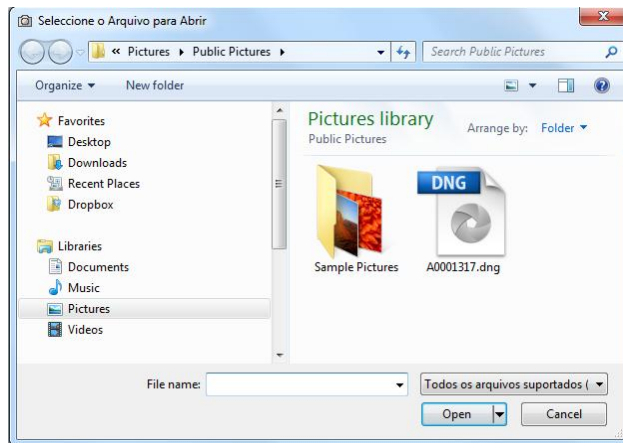 Seleccione o Arquivo para Abrir
« Pictures Public Pictures
Search Public Pictures
Organize New folder
Favorites
Desktop
Downloads
Recent Places
Dropbox
Libraries
Documents
Music
Pictures
Videos
Pictures library
Public Pictures
Arrange by: Folder
Sample Pictures
DNG
A0001317.dng
File name:
Todos os arquivos suportados (
Open
Cancel